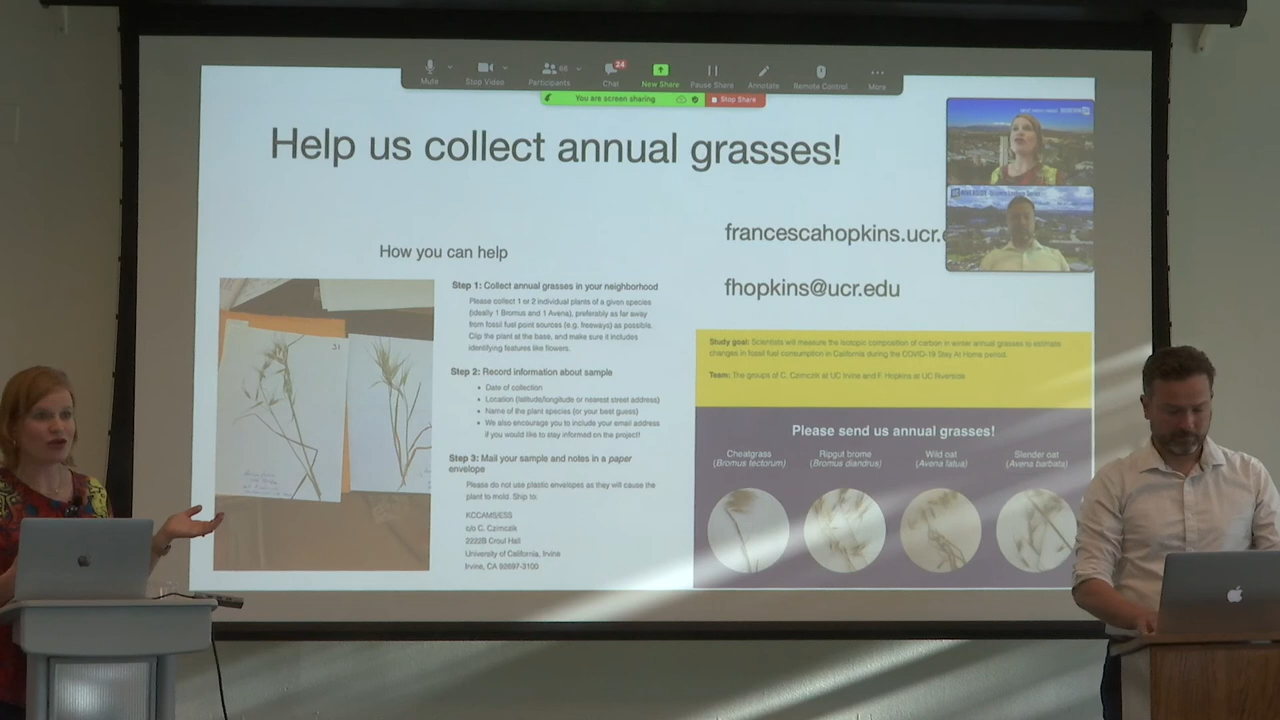 Mute
Stop Video
Participants
66
Chat
24
New Share
Pause Share
Annotate
Remote Control
More
You are screen sharing
Stop Share
Help us collect annual grasses!
How you can help
francescahopkins.ucr.
fhopkins@ucr.edu
Step 1: Collect annual grasses in your neighborhood
Please collect 1 or 2 individual plants of a given species
(ideally 1 Bromus and 1 Avena), preferably as far away
from fossil fuel point sources (e.g. freeways) as possible.
Clip the plant at the base, and make sure it includes
identifying features like flowers.
Step 2: Record information about sample
• Date of collection
• Location (latitude/longitude or nearest street address)
• Name of the plant species (or your best guess)
• We also encourage you to include your email address
if you would like to stay informed on the project!
Step 3: Mail your sample and notes in a paper
envelope
Please do not use plastic envelopes as they will cause the
plant to mold. Ship to:
KCCAMS/ESS
c/o C. Czimczik
2222B Croul Hall
University of California, Irvine
Irvine, CA 92697-3100
Study goal: Scientists will measure the isotopic composition of carbon in winter annual grasses to estimate
changes in fossil fuel consumption in California during the COVID-19 Stay At Home period.
Team: The groups of C. Czimczik at UC Irvine and F. Hopkins at UC Riverside
Please send us annual grasses!
Cheatgrass
(Bromus tectorum)
Ripgut brome
(Bromus diandrus)
Wild oat
(Avena fatua)
Slender oat
(Avena barbata)